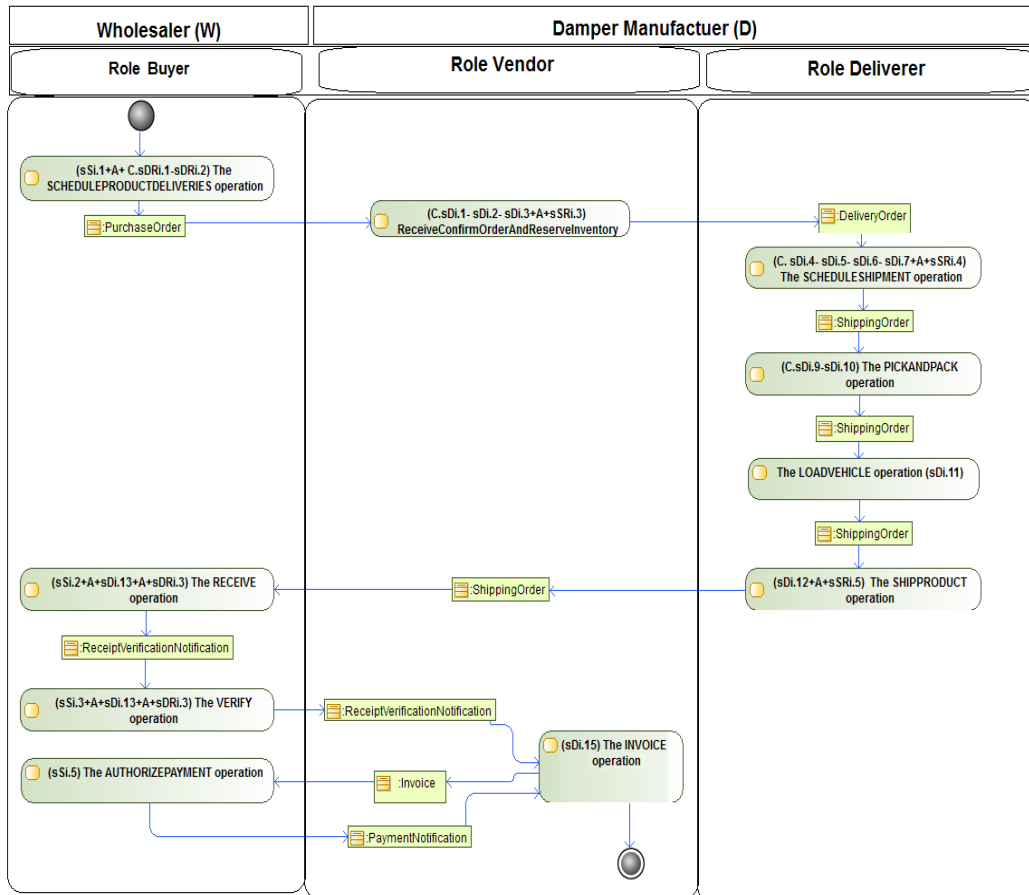 Wholesaler (W)
Damper Manufactuer (D)
Role Buyer
Role Vendor
Role Deliverer
(sSi.1+A+ C.sDRi.1-sDRi.2) The
SCHEDULEPRODUCTDELIVERIES operation
:PurchaseOrder
(C.sDi.1- sDi.2- sDi.3+A+sSRi.3)
ReceiveConfirmOrderAndReserveInventory
:DeliveryOrder
(C. sDi.4- sDi.5- sDi.6- sDi.7+A+sSRi.4)
The SCHEDULESHIPMENT operation
:ShippingOrder
(C.sDi.9-sDi.10) The PICKANDPACK
operation
:ShippingOrder
The LOADVEHICLE operation (sDi.11)
:ShippingOrder
(sDi.12+A+sSRi.5) The SHIPPRODUCT
operation
:ShippingOrder
(sSi.2+A+sDi.13+A+sDRi.3) The RECEIVE
operation
:ReceiptVerificationNotification
(sSi.3+A+sDi.13+A+sDRi.3) The VERIFY
operation
:ReceiptVerificationNotification
(sDi.15) The INVOICE
operation
:Invoice
(sSi.5) The AUTHORIZEPAYMENT operation
:PaymentNotification